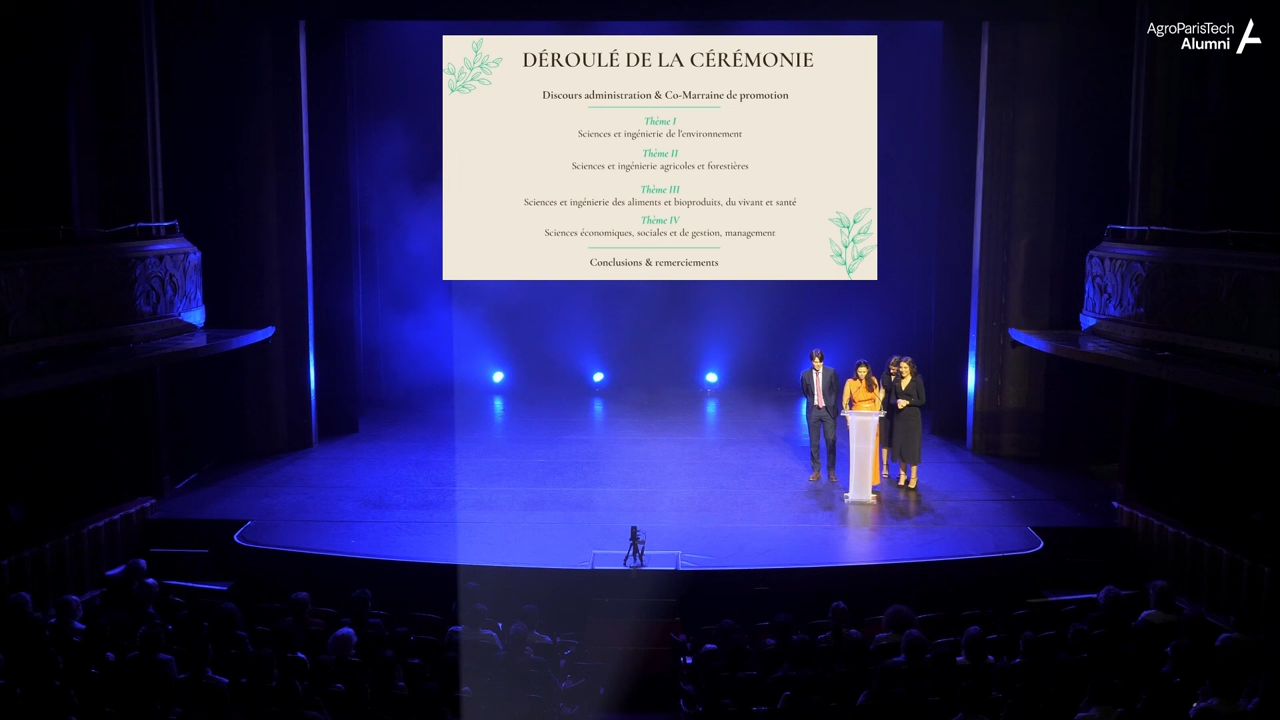 AgroParisTech
Alumni
DÉROULÉ DE LA CÉRÉMONIE
Discours administration & Co-Marraine de promotion
Thème I
Sciences et ingénierie de l'environnement
Thème II
Sciences et ingénierie agricoles et forestières
Thème III
Sciences et ingénierie des aliments et bioproduits, du vivant et santé
Thème IV
Sciences économiques, sociales et de gestion, management
Conclusions & remerciements